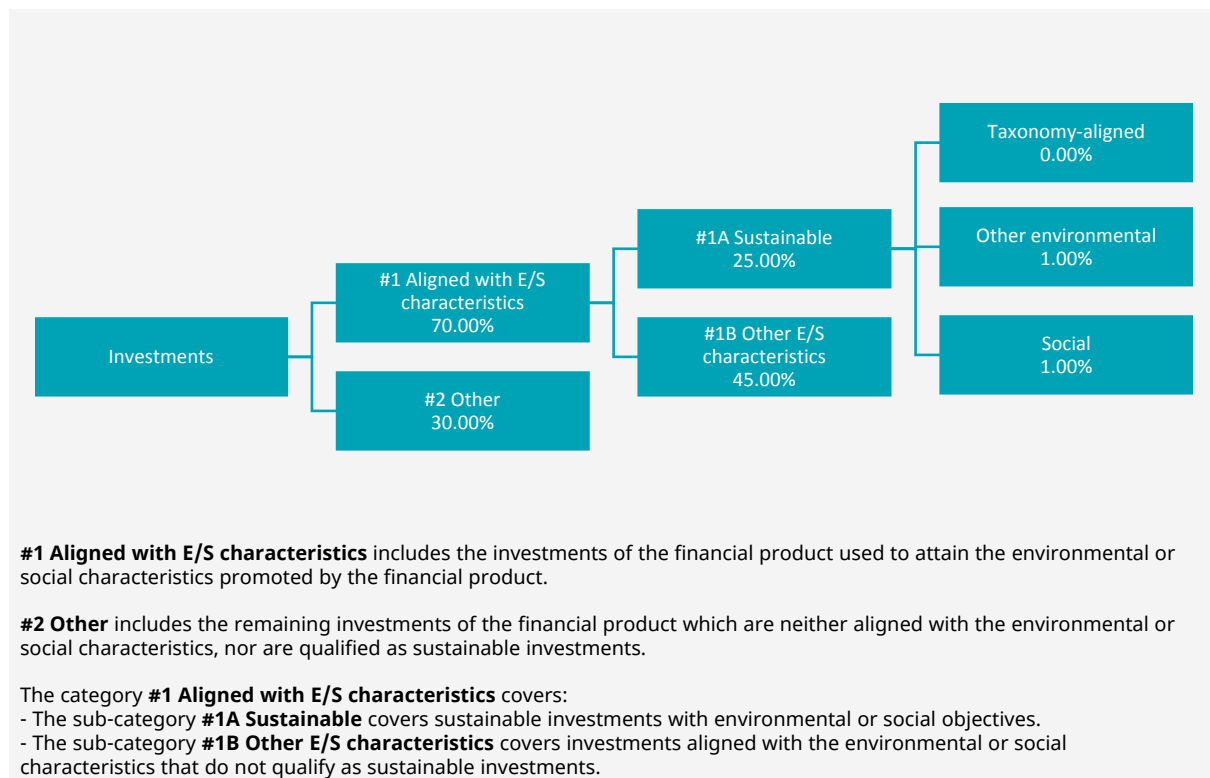 Taxonomy-aligned
0.00%
#1A Sustainable
25.00%
Other environmental
1.00%
#1 Aligned with E/S
characteristics
70.00%
Investments
#1B Other E/S
characteristics
45.00%
Social
1.00%
#2 Other
30.00%
#1 Aligned with E/S characteristics includes the investments of the financial product used to attain the environmental or
social characteristics promoted by the financial product.
#2 Other includes the remaining investments of the financial product which are neither aligned with the environmental or
social characteristics, nor are qualified as sustainable investments.
The category #1 Aligned with E/S characteristics covers:
- The sub-category #1A Sustainable covers sustainable investments with environmental or social objectives.
- The sub-category #1B Other E/S characteristics covers investments aligned with the environmental or social
characteristics that do not qualify as sustainable investments.